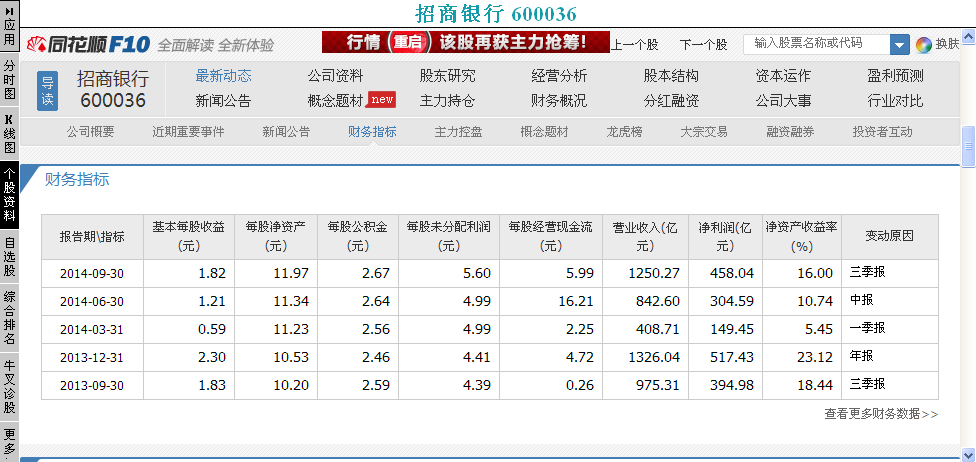 招商银行 600036
应用
分时图
K线图
个股资料
自选股
综合排名
牛叉诊股
更多
同花顺F10 全面解读 全新体验
行情 重启 该股再获主力抢筹!
上一个股 下一个股 输入股票名称或代码 换肤
导读
招商银行
600036
最新动态 公司资料 股东研究 经营分析 股本结构 资本运作 盈利预测
新闻公告 概念题材 new 主力持仓 财务概况 分红融资 公司大事 行业对比
公司概要 近期重要事件 新闻公告 财务指标 主力控盘 概念题材 龙虎榜 大宗交易 融资融券 投资者互动
财务指标
报告期\指标 基本每股收益(元) 每股净资产(元) 每股公积金(元) 每股未分配利润(元) 每股经营现金流(元) 营业收入(亿元) 净利润(亿元) 净资产收益率(%) 变动原因
2014-09-30 1.82 11.97 2.67 5.60 5.99 1250.27 458.04 16.00 三季报
2014-06-30 1.21 11.34 2.64 4.99 16.21 842.60 304.59 10.74 中报
2014-03-31 0.59 11.23 2.56 4.99 2.25 408.71 149.45 5.45 一季报
2013-12-31 2.30 10.53 2.46 4.41 4.72 1326.04 517.43 23.12 年报
2013-09-30 1.83 10.20 2.59 4.39 0.26 975.31 394.98 18.44 三季报
查看更多财务数据>>